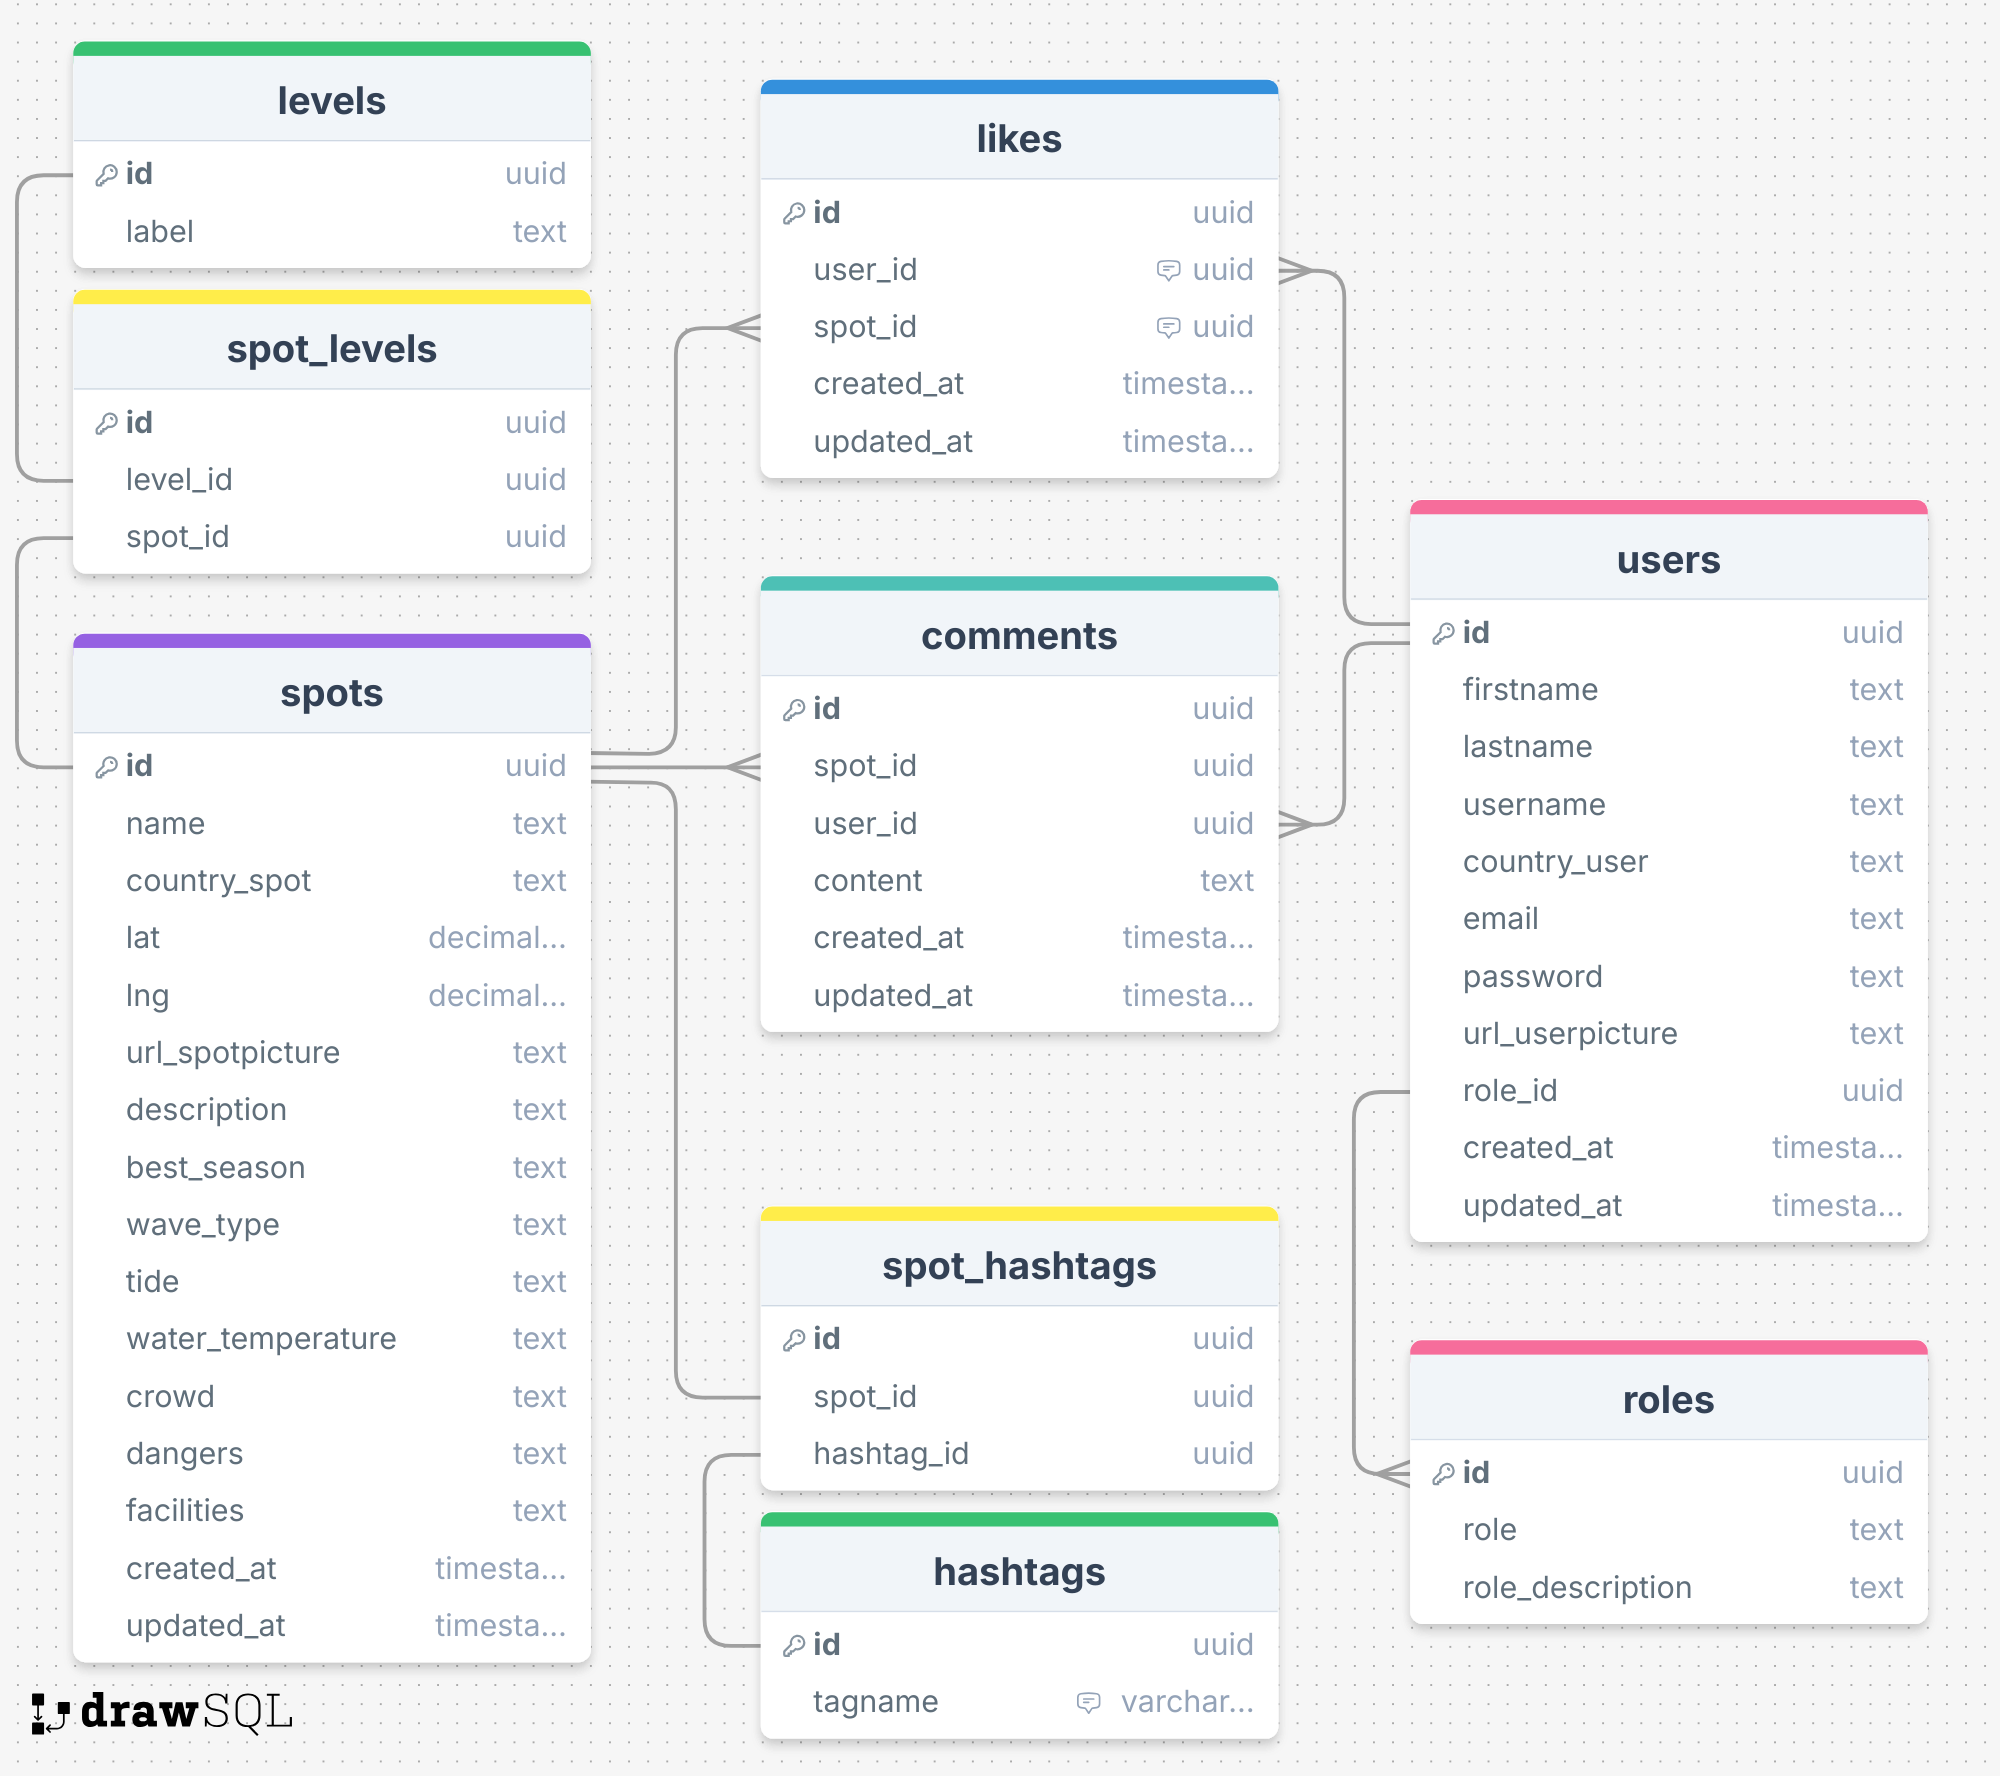 levels
id uuid
label text
spot_levels
id uuid
level_id uuid
spot_id uuid
spots
id uuid
name text
country_spot text
lat decimal...
lng decimal...
url_spotpicture text
description text
best_season text
wave_type text
tide text
water_temperature text
crowd text
dangers text
facilities text
created_at timesta...
updated_at timesta...
likes
id uuid
user_id uuid
spot_id uuid
created_at timesta...
updated_at timesta...
comments
id uuid
spot_id uuid
user_id uuid
content text
created_at timesta...
updated_at timesta...
spot_hashtags
id uuid
spot_id uuid
hashtag_id uuid
hashtags
id uuid
tagname varchar...
users
id uuid
firstname text
lastname text
username text
country_user text
email text
password text
url_userpicture text
role_id uuid
created_at timesta...
updated_at timesta...
roles
id uuid
role text
role_description text
drawSQL